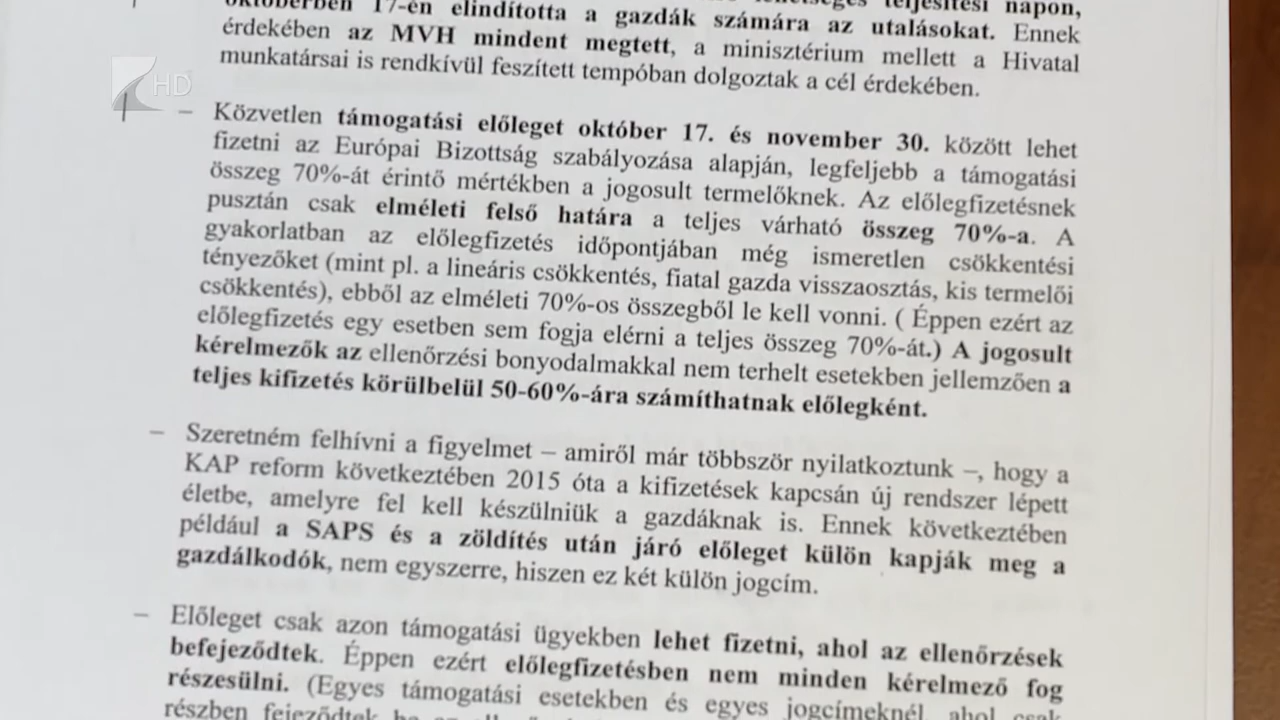 októberben 17-én elindította a gazdák számára az utalásokat. Ennek
érdekében az MVH mindent megtett, a minisztérium mellett a Hivatal
munkatársai is rendkívül feszített tempóban dolgoztak a cél érdekében.
HD
– Közvetlen támogatási előleget október 17. és november 30. között lehet
fizetni az Európai Bizottság szabályozása alapján, legfeljebb a támogatási
összeg 70%-át érintő mértékben a jogosult termelőknek. Az előlegfizetésnek
pusztán csak elméleti felső határa a teljes várható összeg 70%-a. A
gyakorlatban az előlegfizetés időpontjában még ismeretlen csökkentési
tényezőket (mint pl. a lineáris csökkentés, fiatal gazda visszaosztás, kis termelői
csökkentés), ebből az elméleti 70%-os összegből le kell vonni. ( Éppen ezért az
előlegfizetés egy esetben sem fogja elérni a teljes összeg 70%-át.) A jogosult
kérelmezők az ellenőrzési bonyodalmakkal nem terhelt esetekben jellemzően a
teljes kifizetés körülbelül 50-60%-ára számíthatnak előlegként.
– Szeretném felhívni a figyelmet – amiről már többször nyilatkoztunk –, hogy a
KAP reform következtében 2015 óta a kifizetések kapcsán új rendszer lépett
életbe, amelyre fel kell készülniük a gazdáknak is. Ennek következtében
például a SAPS és a zöldítés után járó előleget külön kapják meg a
gazdálkodók, nem egyszerre, hiszen ez két külön jogcím.
– Előleget csak azon támogatási ügyekben lehet fizetni, ahol az ellenőrzések
befejeződtek. Éppen ezért előlegfizetésben nem minden kérelmező fog
részesülni. (Egyes támogatási esetekben és egyes jogcímeknél, ahol csak
részben fejeződtek